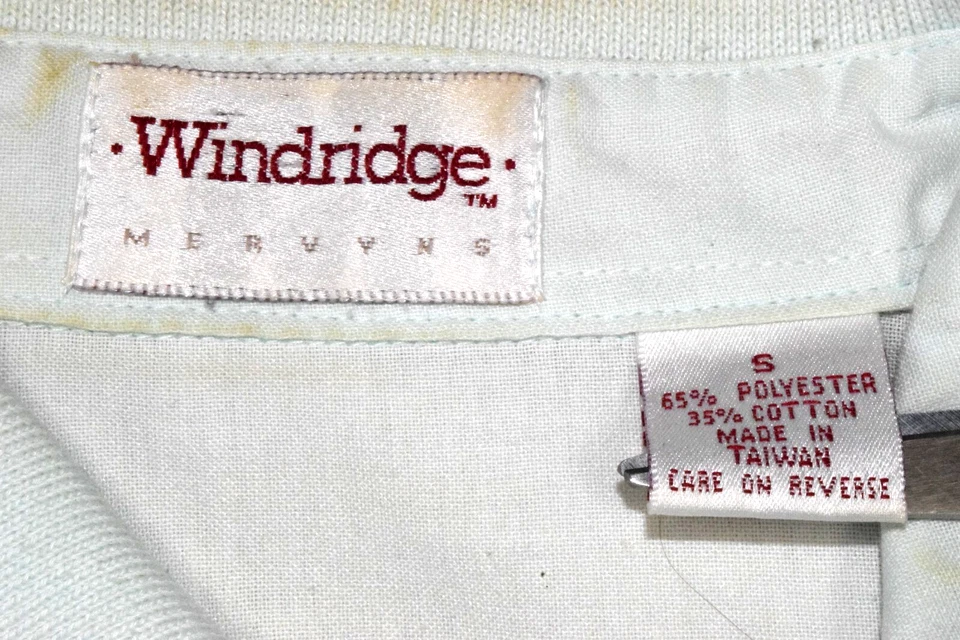 ·Windridge·™
MERVYNS
S
65% POLYESTER
35% COTTON
MADE IN
TAIWAN
CARE ON REVERSE